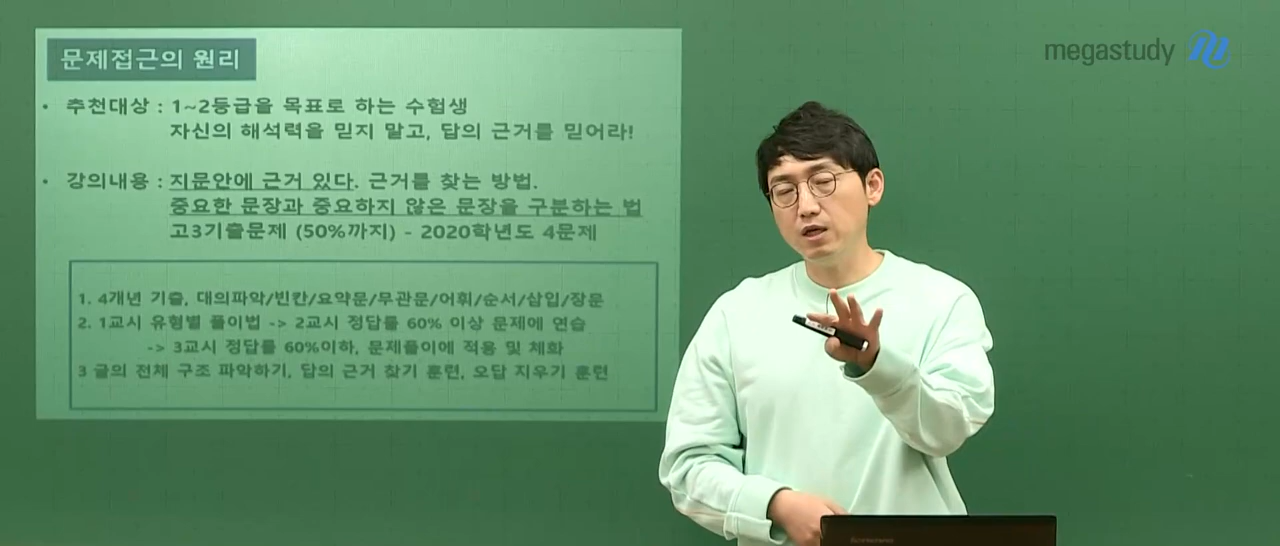 megastudy
문제접근의 원리
• 추천대상 : 1~2등급을 목표로 하는 수험생
자신의 해석력을 믿지 말고, 답의 근거를 믿어라!
• 강의내용 : 지문안에 근거 있다. 근거를 찾는 방법.
중요한 문장과 중요하지 않은 문장을 구분하는 법
고3기출문제 (50%까지) - 2020학년도 4문제
1. 4개년 기출, 대의파악/빈칸/요약문/무관문/어휘/순서/삽입/장문
2. 1교시 유형별 풀이법 -> 2교시 정답률 60% 이상 문제에 연습
-> 3교시 정답률 60%이하, 문제풀이에 적용 및 체화
3 글의 전체 구조 파악하기, 답의 근거 찾기 훈련, 오답 지우기 훈련